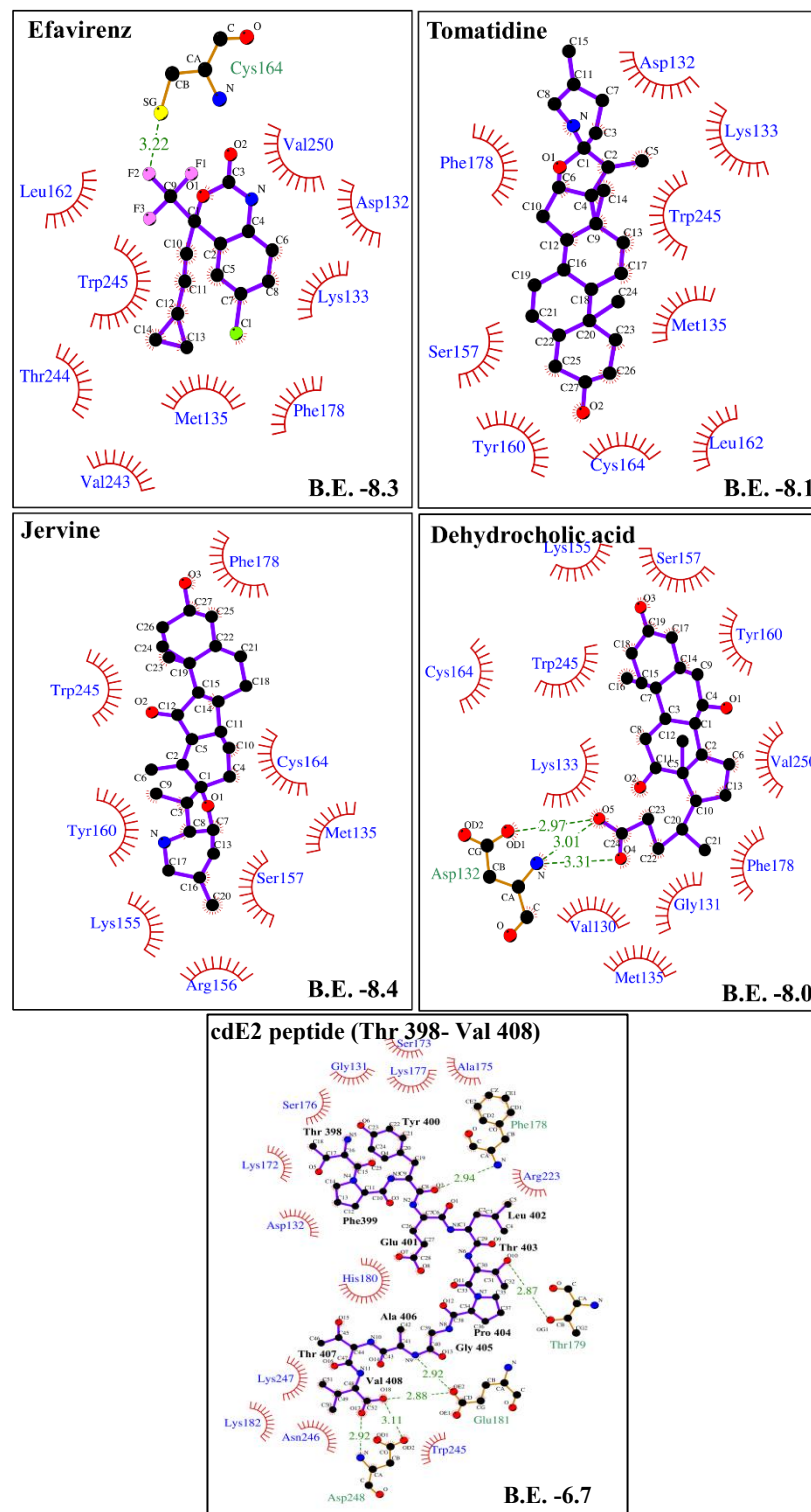 Efavirenz
C
O
CA
Cys164
CB
N
SG
3.22
O2
Val250
F2
F1
C3
Leu162
C9
O1
N
Asp132
F3
C
C4
C10
C2
C6
Trp245
C5
C11
Lys133
C7
C8
C12
Cl
C14
C13
Thr244
Met135
Phe178
Val243
B.E. -8.3
Tomatidine
C15
Asp132
C11
C8
C7
N
Lys133
C3
C5
Phe178
O1
C1
C2
C6
C14
C4
C10
Trp245
C9
C13
C12
C16
C17
C19
C18
C24
C21
C20
C23
Met135
Ser157
C22
C25
C26
C27
O2
Leu162
Tyr160
Cys164
B.E. -8.1
Jervine
Phe178
O3
C27
C25
C26
C22
C24
C21
C23
C19
Trp245
C15
C18
O2
C12
C14
C11
C5
C10
Cys164
C2
C6
C1
C4
C9
O1
C3
Met135
Tyr160
C8
C7
N
C13
C17
Ser157
C16
C20
Lys155
Arg156
B.E. -8.4
Dehydrocholic acid
Lys155
Ser157
O3
C19
C17
Tyr160
C18
Cys164
Trp245
C14
C15
C9
C16
C7
C4
O1
C3
C1
C12
C8
C2
Lys133
C11
C5
C6
Val250
O2
C13
C10
O5
C23
OD2
2.97
OD1
C20
CG
3.01
C24
C21
O4
Asp132
CB
N
3.31
C22
Phe178
CA
C
Gly131
O
Val130
Met135
B.E. -8.0
cdE2 peptide (Thr 398- Val 408)
Ser173
Gly131
Lys177
Ala175
Ser176
Phe178
Thr 398
Tyr 400
Lys172
2.94
Arg223
Phe399
Leu 402
Asp132
Glu 401
Thr 403
His180
2.87
Ala 406
Pro 404
Thr179
Thr 407
Gly 405
2.92
Val 408
Lys247
2.88
Glu181
Lys182
3.11
Asn246
2.92
Trp245
Asp248
B.E. -6.7